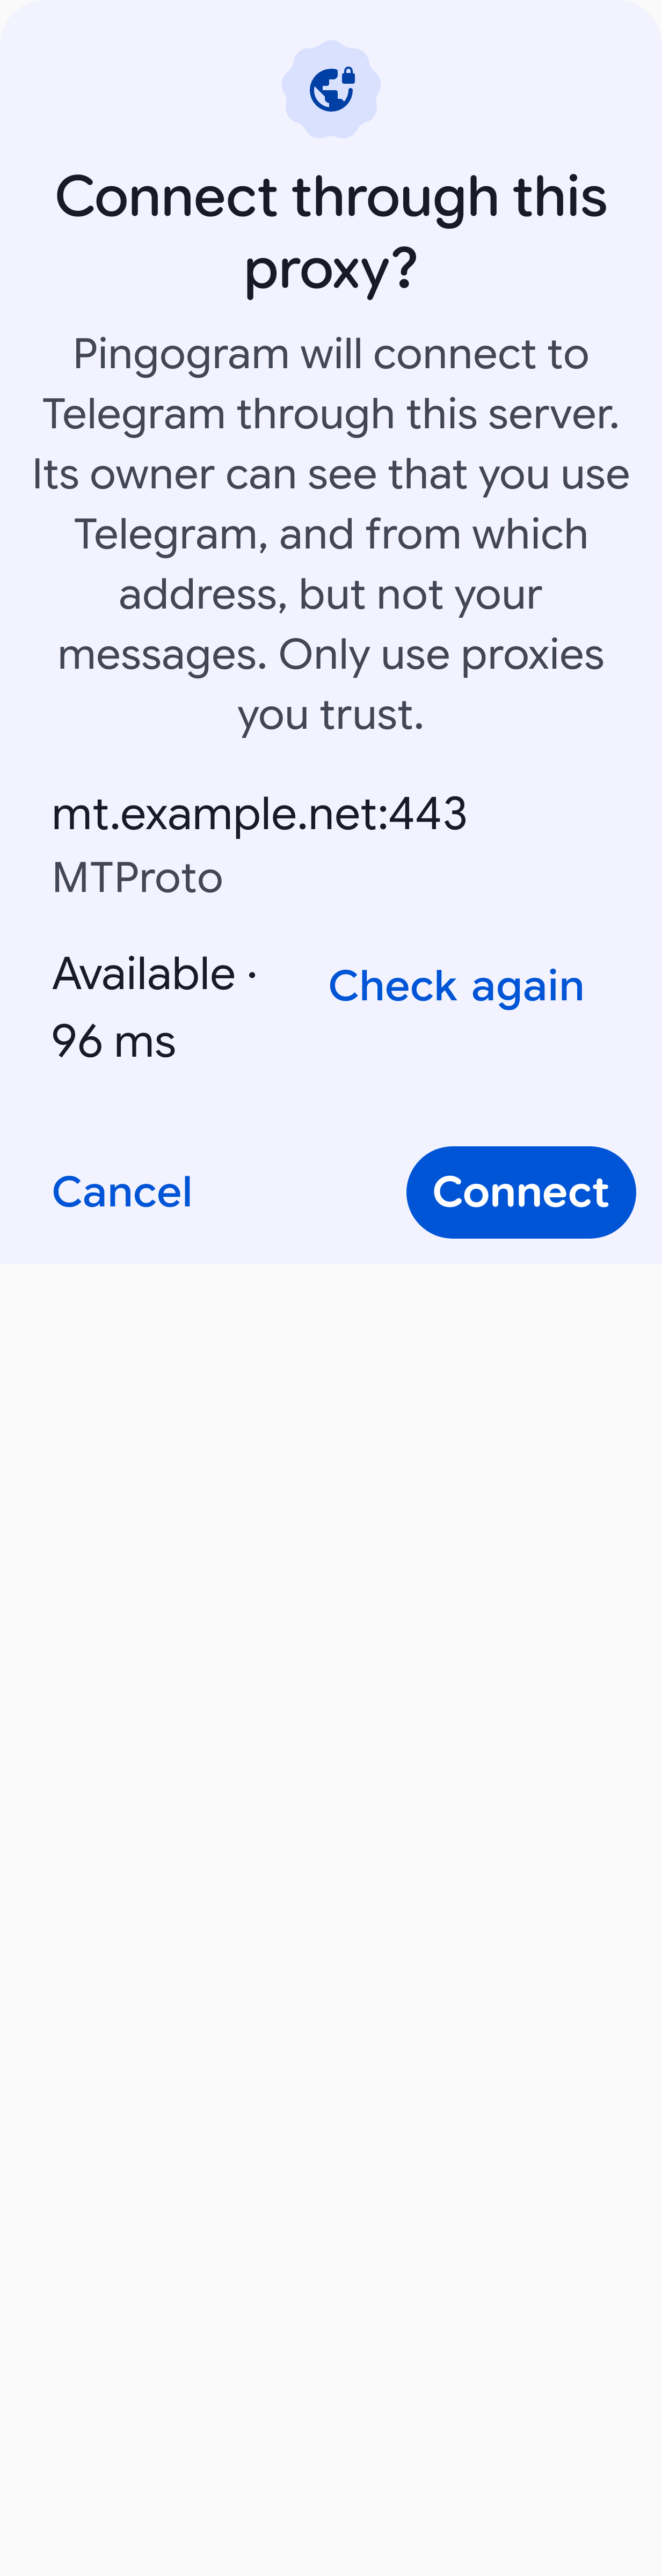 Connect through this
proxy?
Pingogram will connect to
Telegram through this server.
Its owner can see that you use
Telegram, and from which
address, but not your
messages. Only use proxies
you trust.
mt.example.net:443
MTProto
Available ·
96 ms
Check again
Cancel
Connect